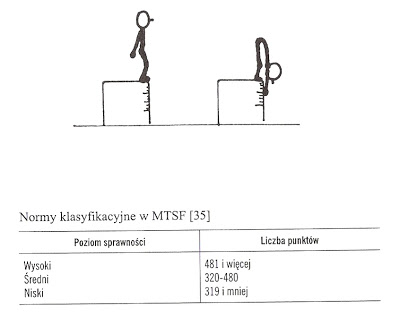 Normy klasyfikacyjne w MTSF [35]
Poziom sprawności Liczba punktów
Wysoki 481 i więcej
Średni 320-480
Niski 319 i mniej